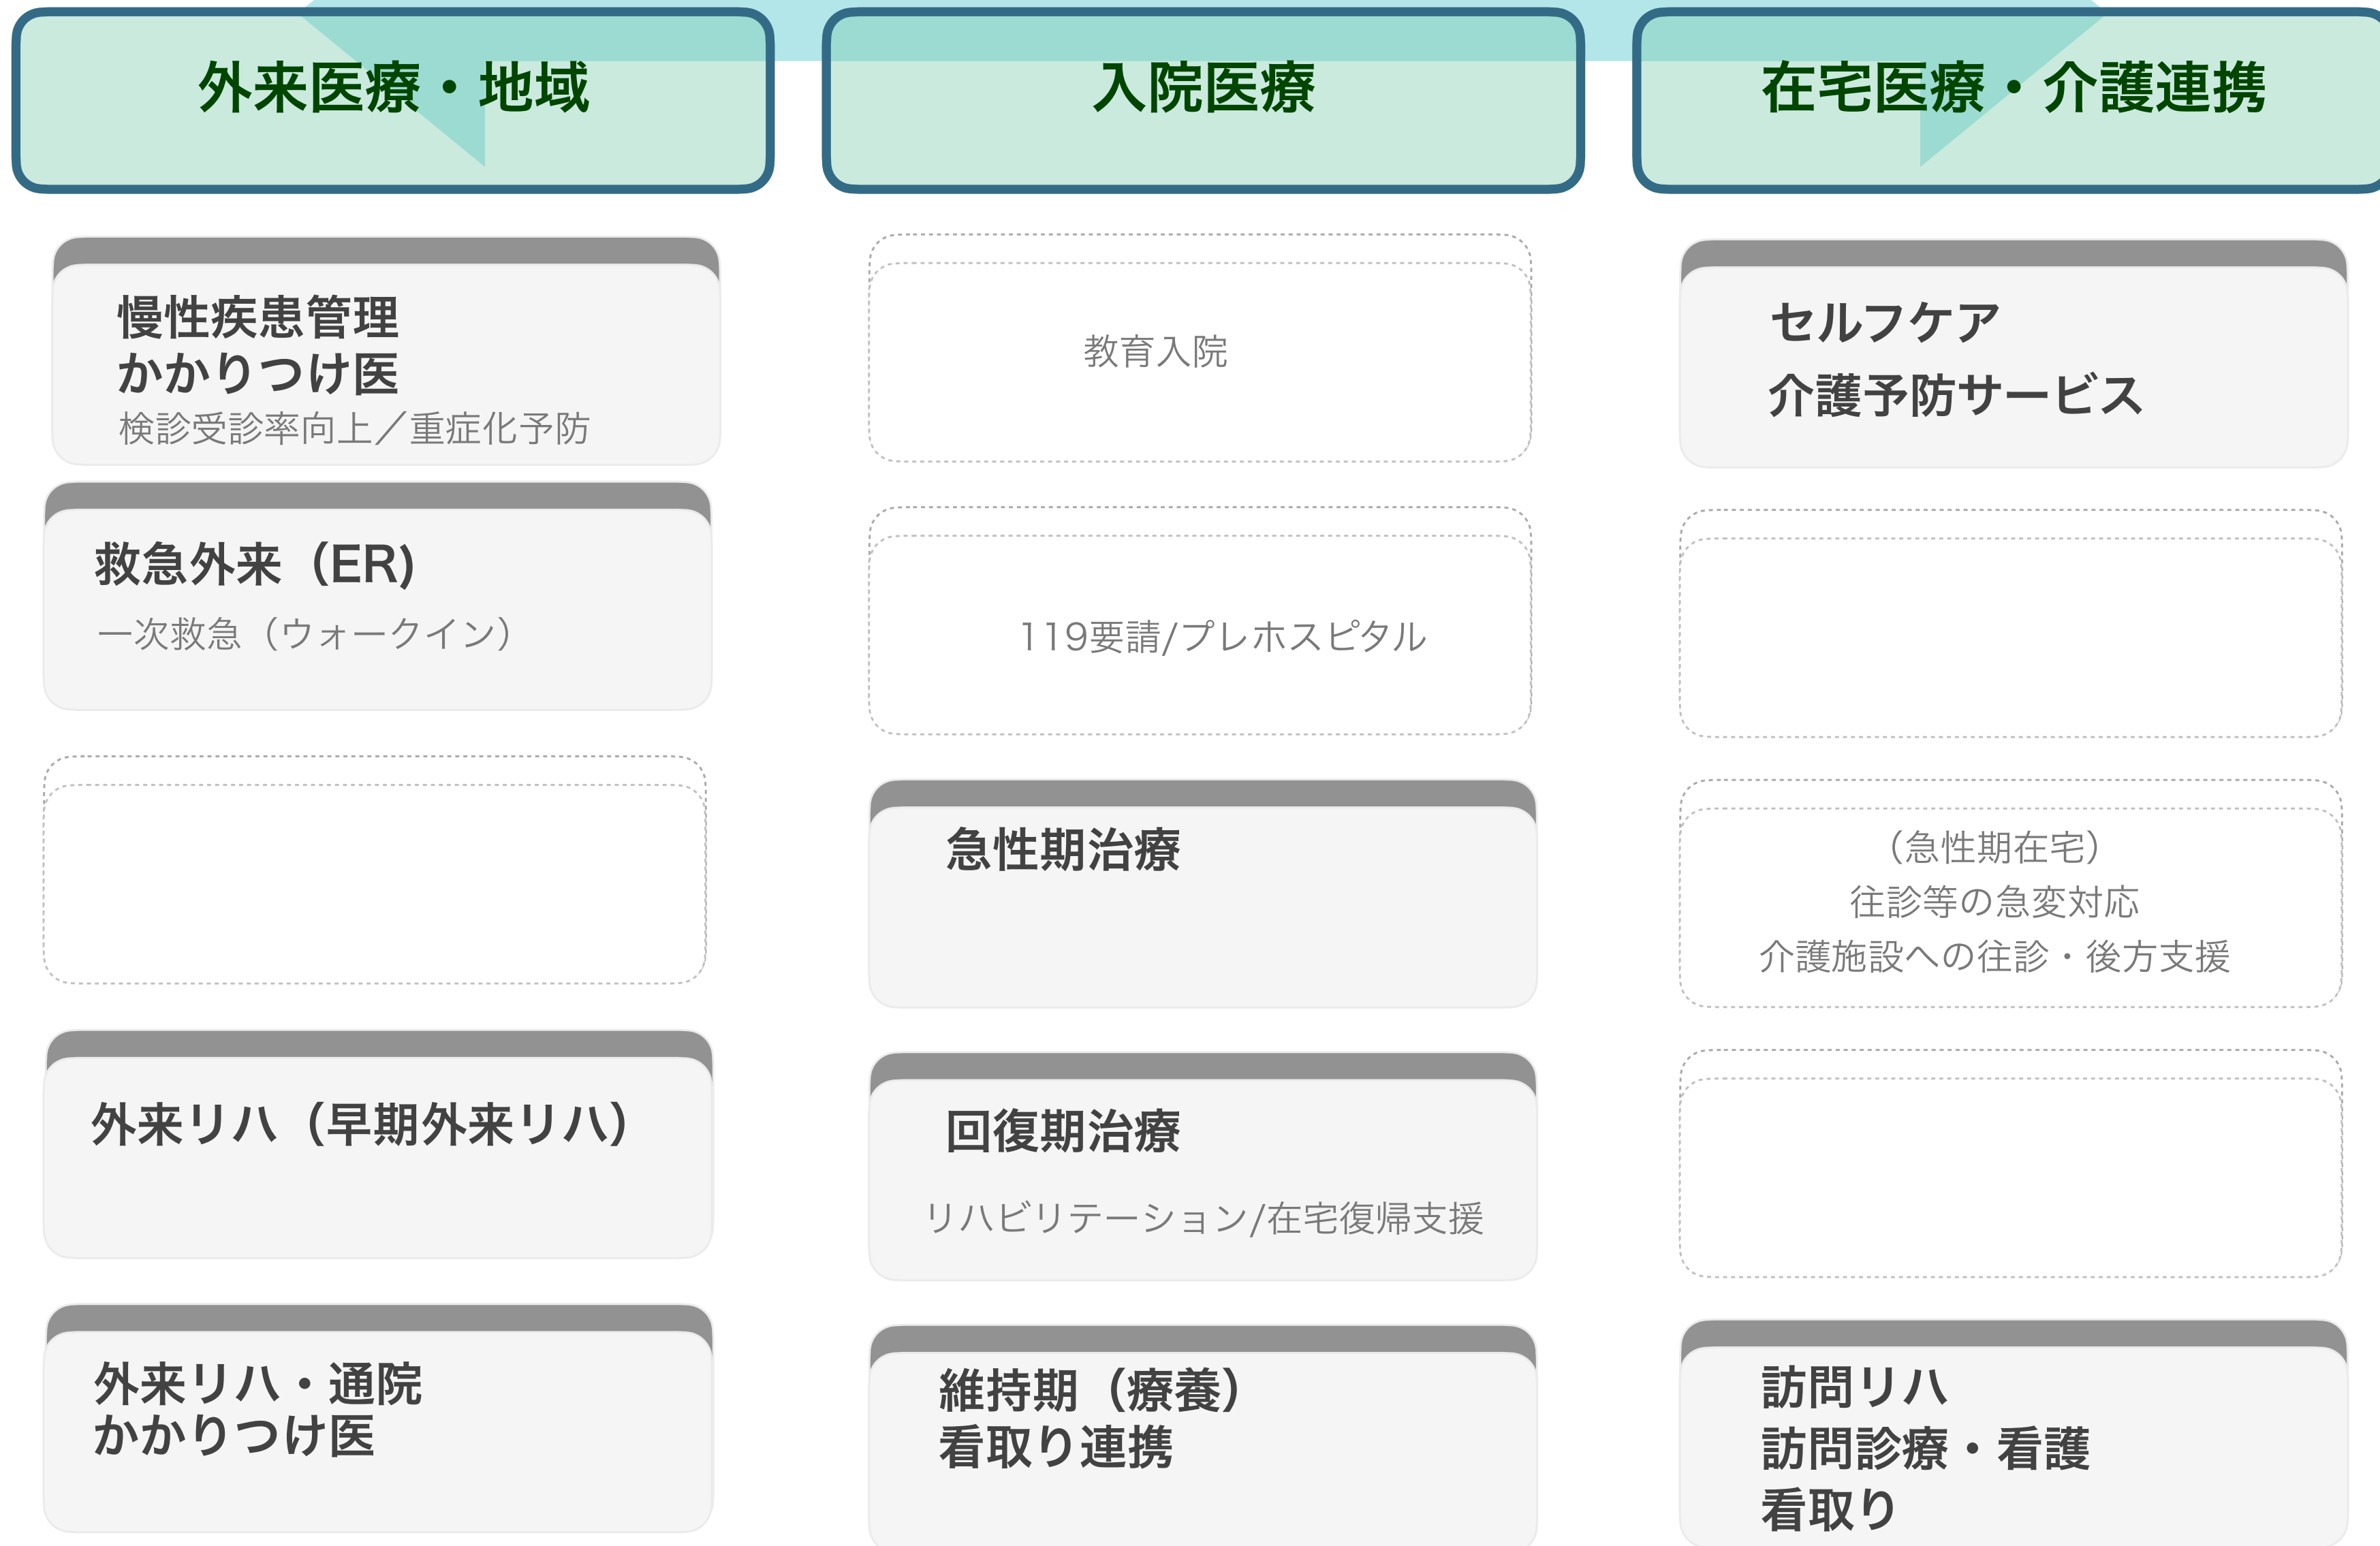 外来医療・地域
入院医療
在宅医療・介護連携
慢性疾患管理
かかりつけ医
検診受診率向上／重症化予防
教育入院
セルフケア
介護予防サービス
救急外来（ER)
一次救急（ウォークイン）
119要請/プレホスピタル
急性期治療
（急性期在宅）
往診等の急変対応
介護施設への往診・後方支援
外来リハ（早期外来リハ）
回復期治療
リハビリテーション/在宅復帰支援
外来リハ・通院
かかりつけ医
維持期（療養）
看取り連携
訪問リハ
訪問診療・看護
看取り